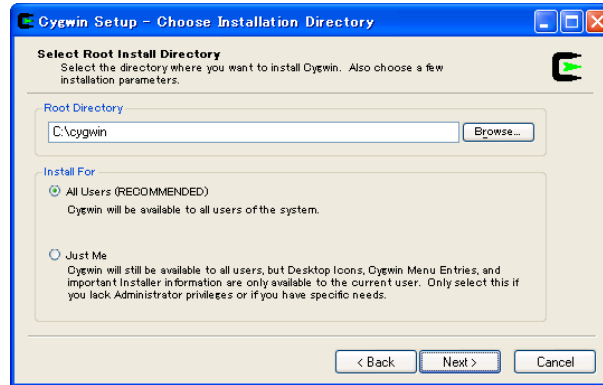 Cygwin Setup - Choose Installation Directory
Select Root Install Directory
Select the directory where you want to install Cygwin. Also choose a few
installation parameters.
Root Directory
C:\cygwin
Browse...
Install For
All Users (RECOMMENDED)
Cygwin will be available to all users of the system.
Just Me
Cygwin will still be available to all users, but Desktop Icons, Cygwin Menu Entries, and
important Installer information are only available to the current user. Only select this if
you lack Administrator privileges or if you have specific needs.
< Back
Next >
Cancel